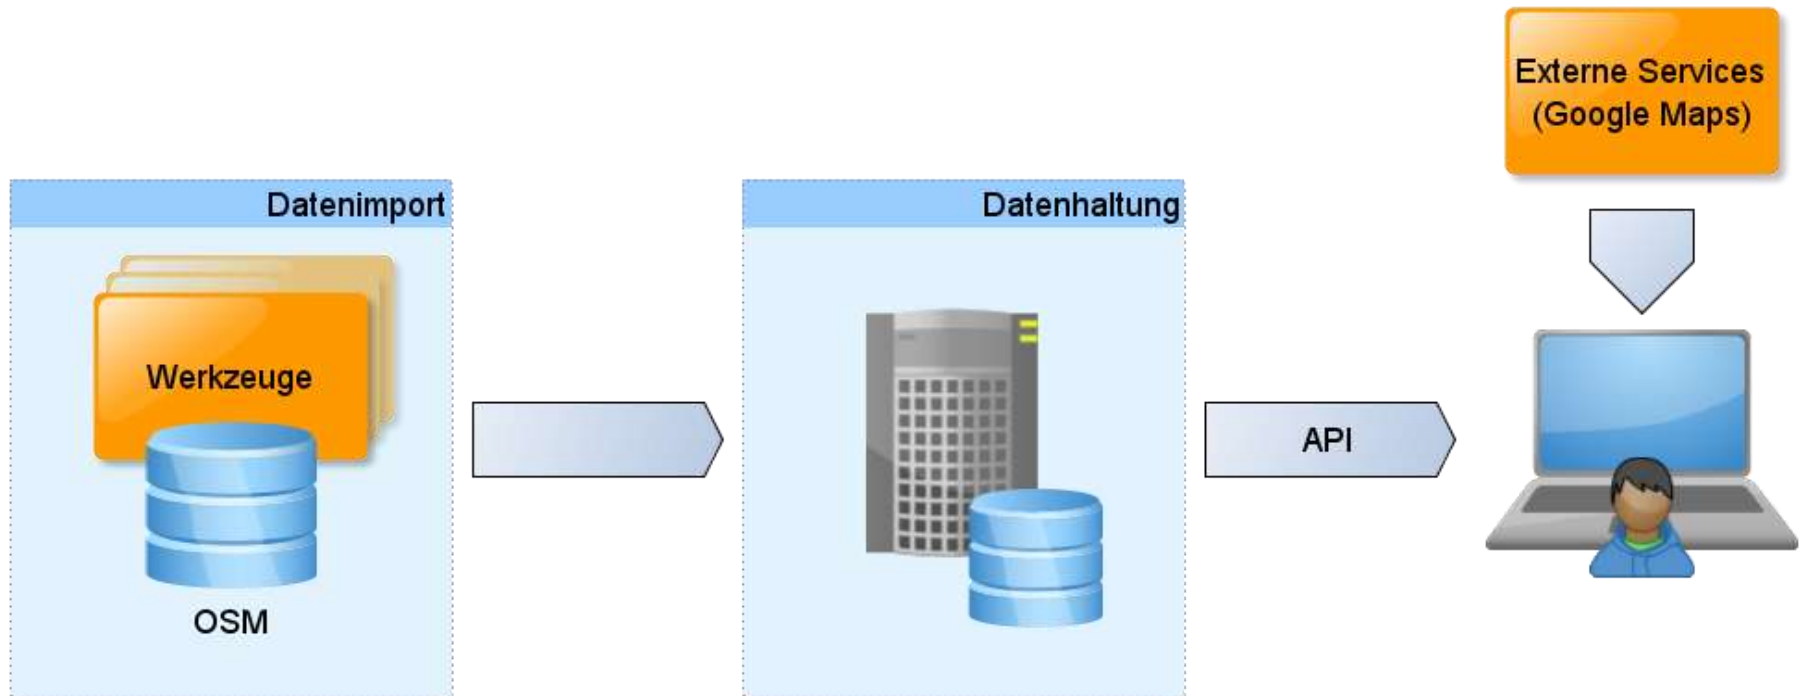 Externe Services
(Google Maps)
Datenimport
Datenhaltung
Werkzeuge
API
OSM